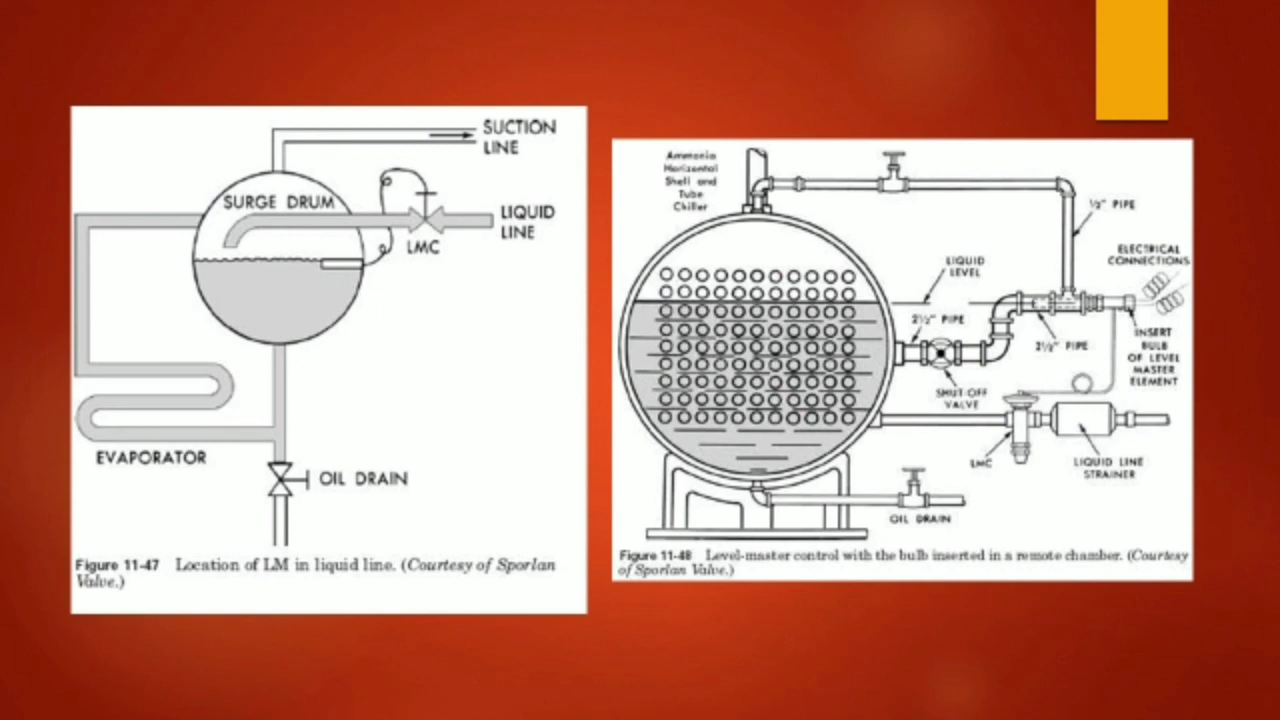 SUCTION
LINE
SURGE DRUM
LIQUID
LINE
LMC
EVAPORATOR
OIL DRAIN
Figure 11-47 Location of LM in liquid line. (Courtesy of Sporlan
Valve.)
Ammonia
Horizontal
Shell and
Tube
Chiller
½" PIPE
ELECTRICAL
CONNECTIONS
LIQUID
LEVEL
2½" PIPE
2½" PIPE
INSERT
BULB
OF LEVEL
MASTER
ELEMENT
SHUT-OFF
VALVE
LMC
LIQUID LINE
STRAINER
OIL DRAIN
Figure 11-48 Level-master control with the bulb inserted in a remote chamber. (Courtesy
of Sporlan Valve.)